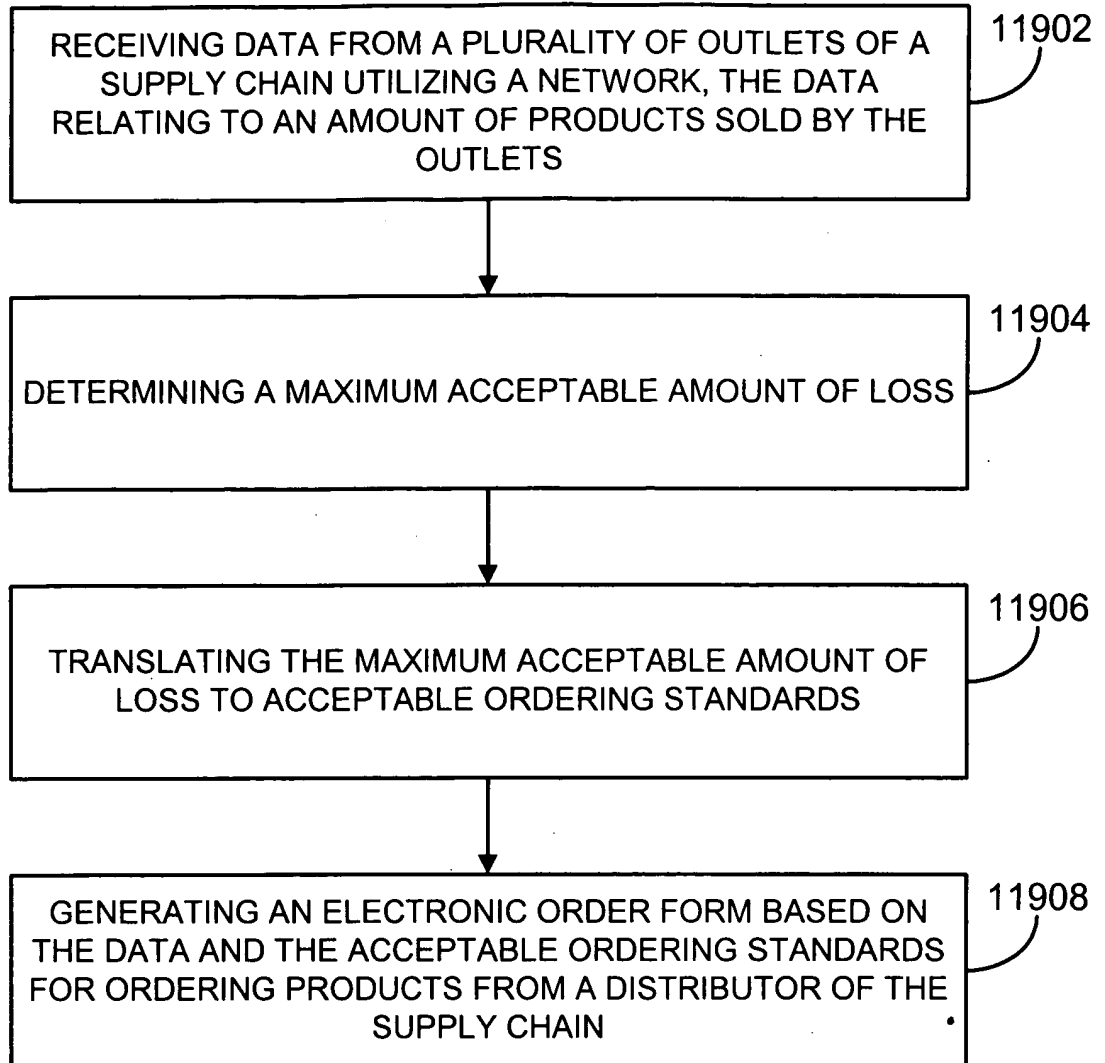 RECEIVING DATA FROM A PLURALITY OF OUTLETS OF A
SUPPLY CHAIN UTILIZING A NETWORK, THE DATA
RELATING TO AN AMOUNT OF PRODUCTS SOLD BY THE
OUTLETS
11902
DETERMINING A MAXIMUM ACCEPTABLE AMOUNT OF LOSS
11904
TRANSLATING THE MAXIMUM ACCEPTABLE AMOUNT OF
LOSS TO ACCEPTABLE ORDERING STANDARDS
11906
GENERATING AN ELECTRONIC ORDER FORM BASED ON
THE DATA AND THE ACCEPTABLE ORDERING STANDARDS
FOR ORDERING PRODUCTS FROM A DISTRIBUTOR OF THE
SUPPLY CHAIN
11908